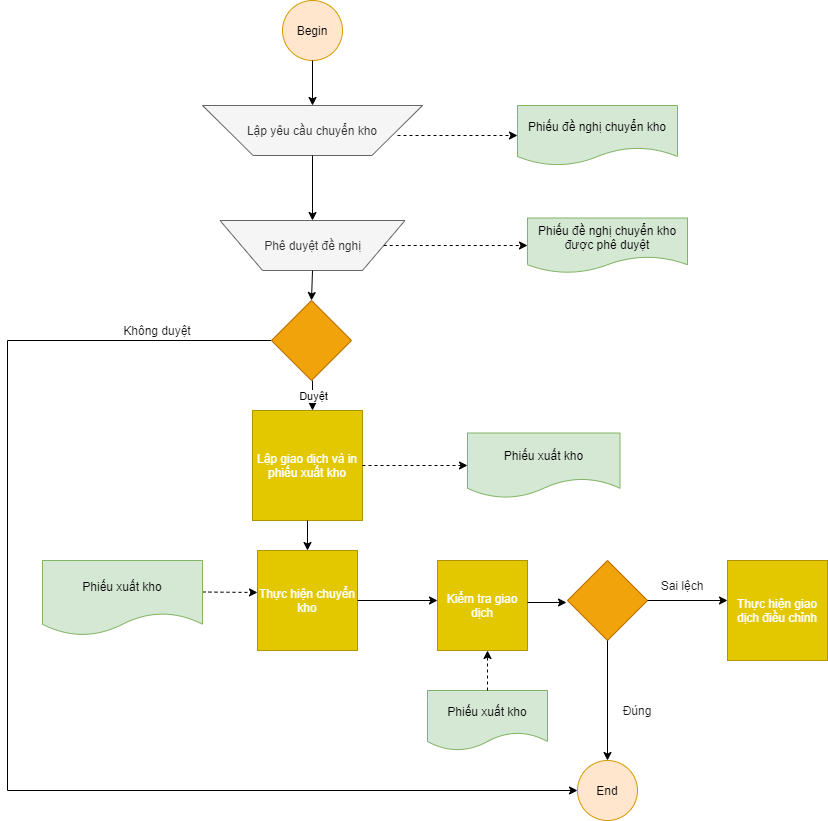 Begin
Lập yêu cầu chuyển kho
Phiếu đề nghị chuyển kho
Phê duyệt đề nghị
Phiếu đề nghị chuyển kho
được phê duyệt
Không duyệt
Duyệt
Lập giao dịch và in
phiếu xuất kho
Phiếu xuất kho
Phiếu xuất kho
Thực hiện chuyển
kho
Kiểm tra giao
dịch
Sai lệch
Thực hiện giao
dịch điều chỉnh
Phiếu xuất kho
Đúng
End